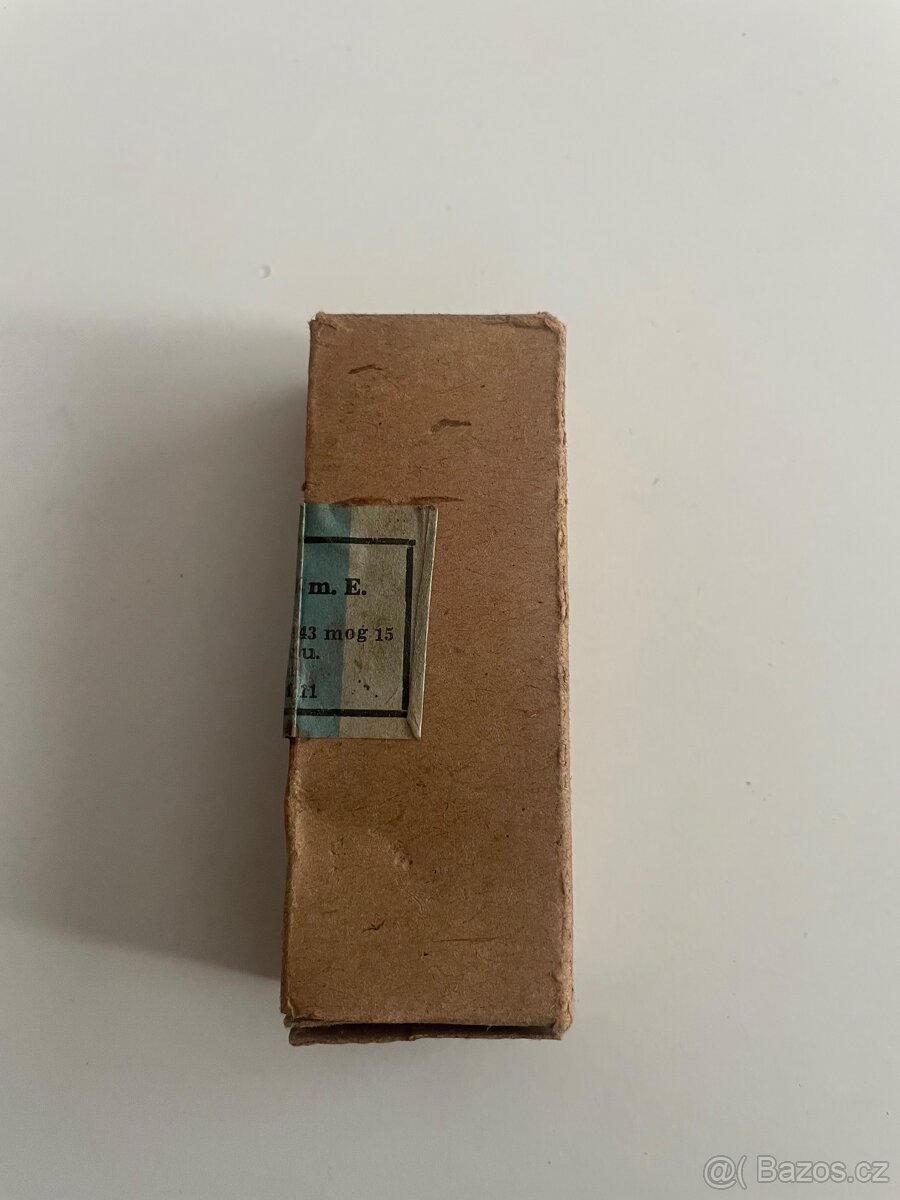 m. E.
43 mog 15
u.
11
@( Bazos.cz